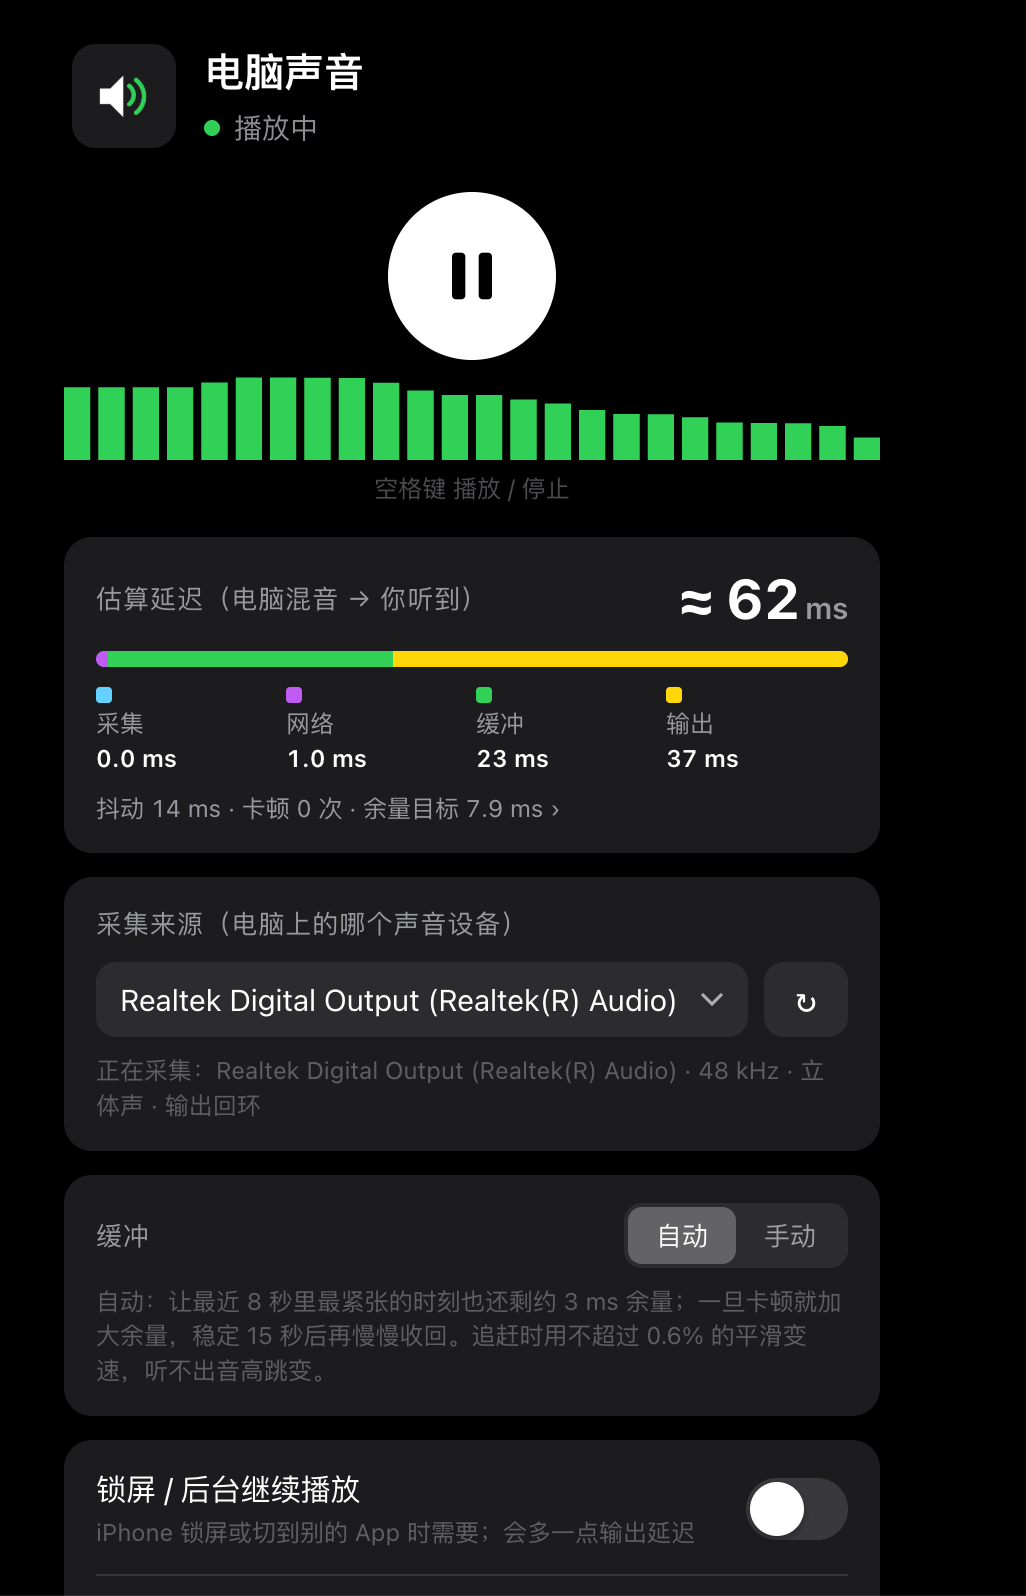 电脑声音
播放中
空格键 播放 / 停止
估算延迟（电脑混音 → 你听到）
≈ 62 ms
采集 网络 缓冲 输出
0.0 ms 1.0 ms 23 ms 37 ms
抖动 14 ms · 卡顿 0 次 · 余量目标 7.9 ms ›
采集来源（电脑上的哪个声音设备）
Realtek Digital Output (Realtek(R) Audio)
正在采集：Realtek Digital Output (Realtek(R) Audio) · 48 kHz · 立
体声 · 输出回环
缓冲
自动 手动
自动：让最近 8 秒里最紧张的时刻也还剩约 3 ms 余量；一旦卡顿就加
大余量，稳定 15 秒后再慢慢收回。追赶时用不超过 0.6% 的平滑变
速，听不出音高跳变。
锁屏 / 后台继续播放
iPhone 锁屏或切到别的 App 时需要；会多一点输出延迟